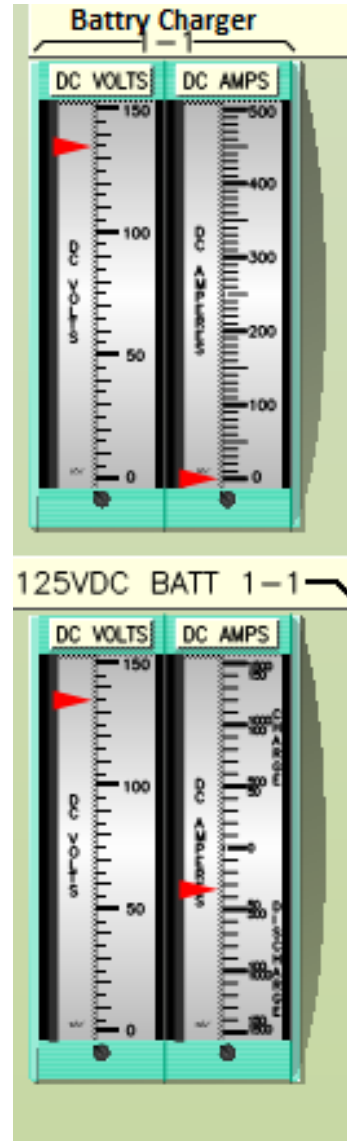 Battry Charger
1-1
DC VOLTS DC AMPS
150 500
400
100
300
DC VOLTS DC AMPERES
200
50
100
0 0
125VDC BATT 1-1
DC VOLTS DC AMPS
150
CHARGE
100
DC VOLTS DC AMPERES
0
50
DISCHARGE
0